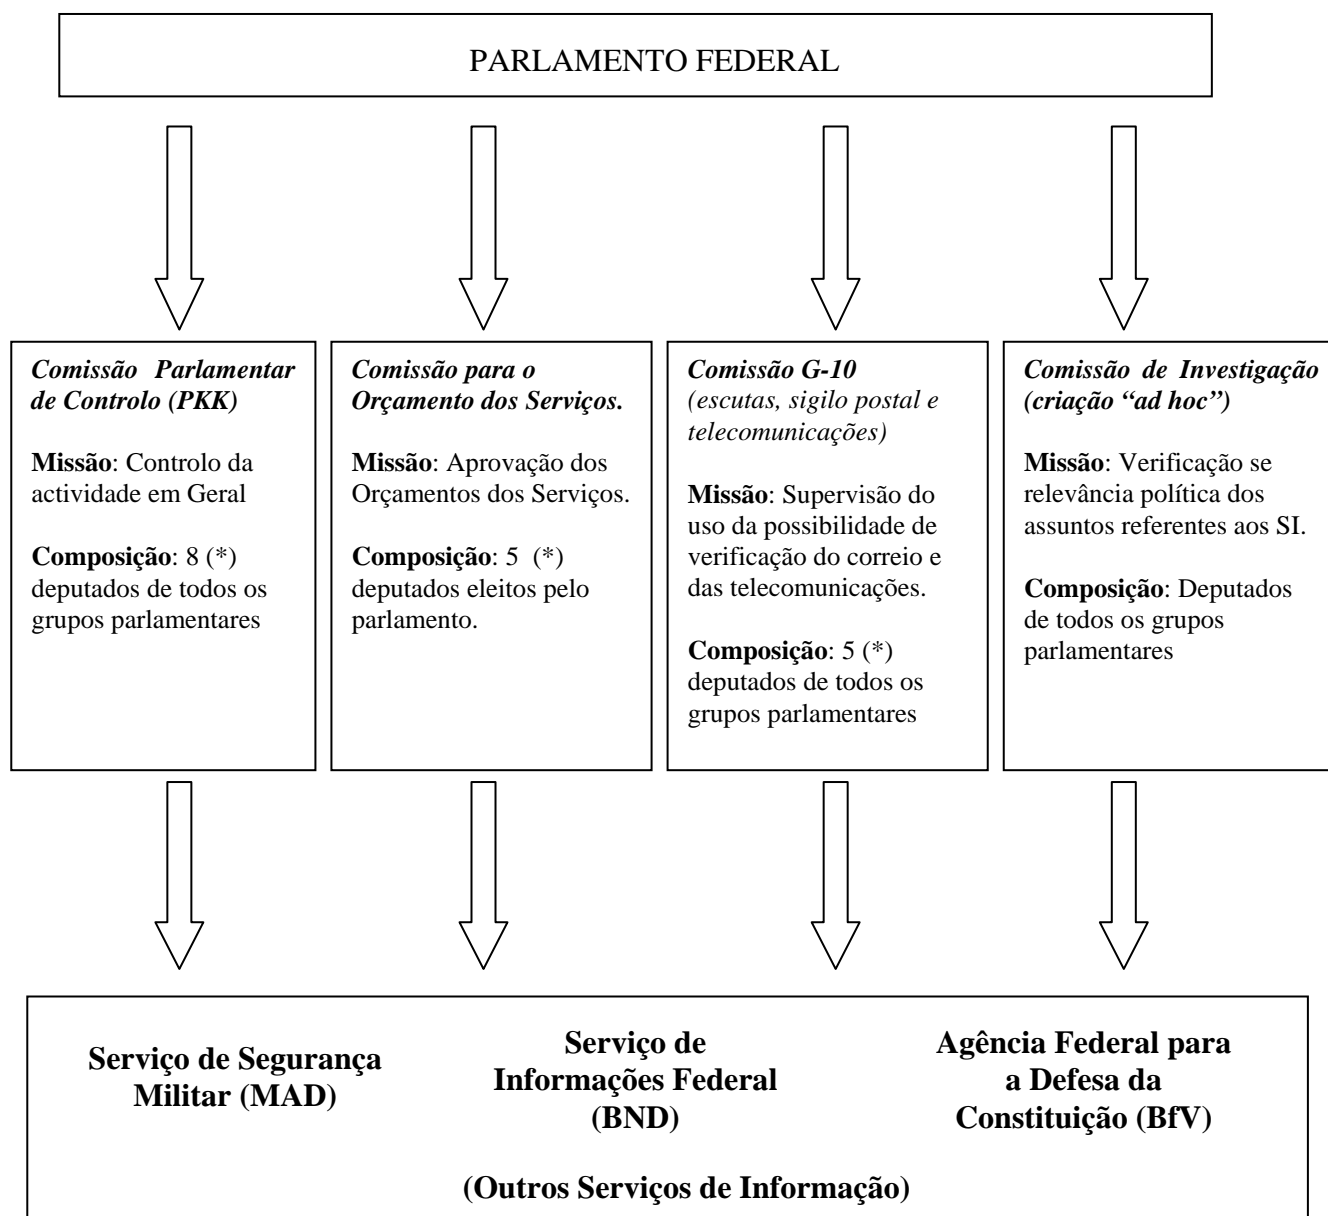 PARLAMENTO FEDERAL
Comissão Parlamentar
de Controlo (PKK)
Missão: Controlo da
actividade em Geral
Composição: 8 (*)
deputados de todos os
grupos parlamentares
Comissão para o
Orçamento dos Serviços.
Missão: Aprovação dos
Orçamentos dos Serviços.
Composição: 5 (*)
deputados eleitos pelo
parlamento.
Comissão G-10
(escutas, sigilo postal e
telecomunicações)
Missão: Supervisão do
uso da possibilidade de
verificação do correio e
das telecomunicações.
Composição: 5 (*)
deputados de todos os
grupos parlamentares
Comissão de Investigação
(criação “ad hoc”)
Missão: Verificação se
relevância política dos
assuntos referentes aos SI.
Composição: Deputados
de todos os grupos
parlamentares
Serviço de Segurança
Militar (MAD)
Serviço de
Informações Federal
(BND)
Agência Federal para
a Defesa da
Constituição (BfV)
(Outros Serviços de Informação)